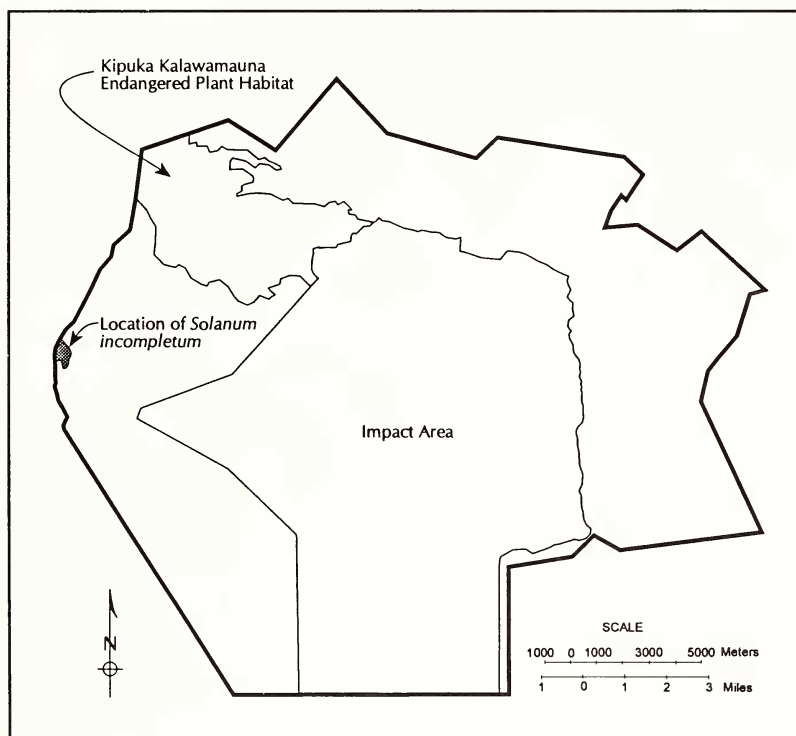 Kipuka Kalawamauna
Endangered Plant Habitat
Location of Solanum
incompletum
Impact Area
N
SCALE
1000 0 1000 3000 5000 Meters
1 0 1 2 3 Miles